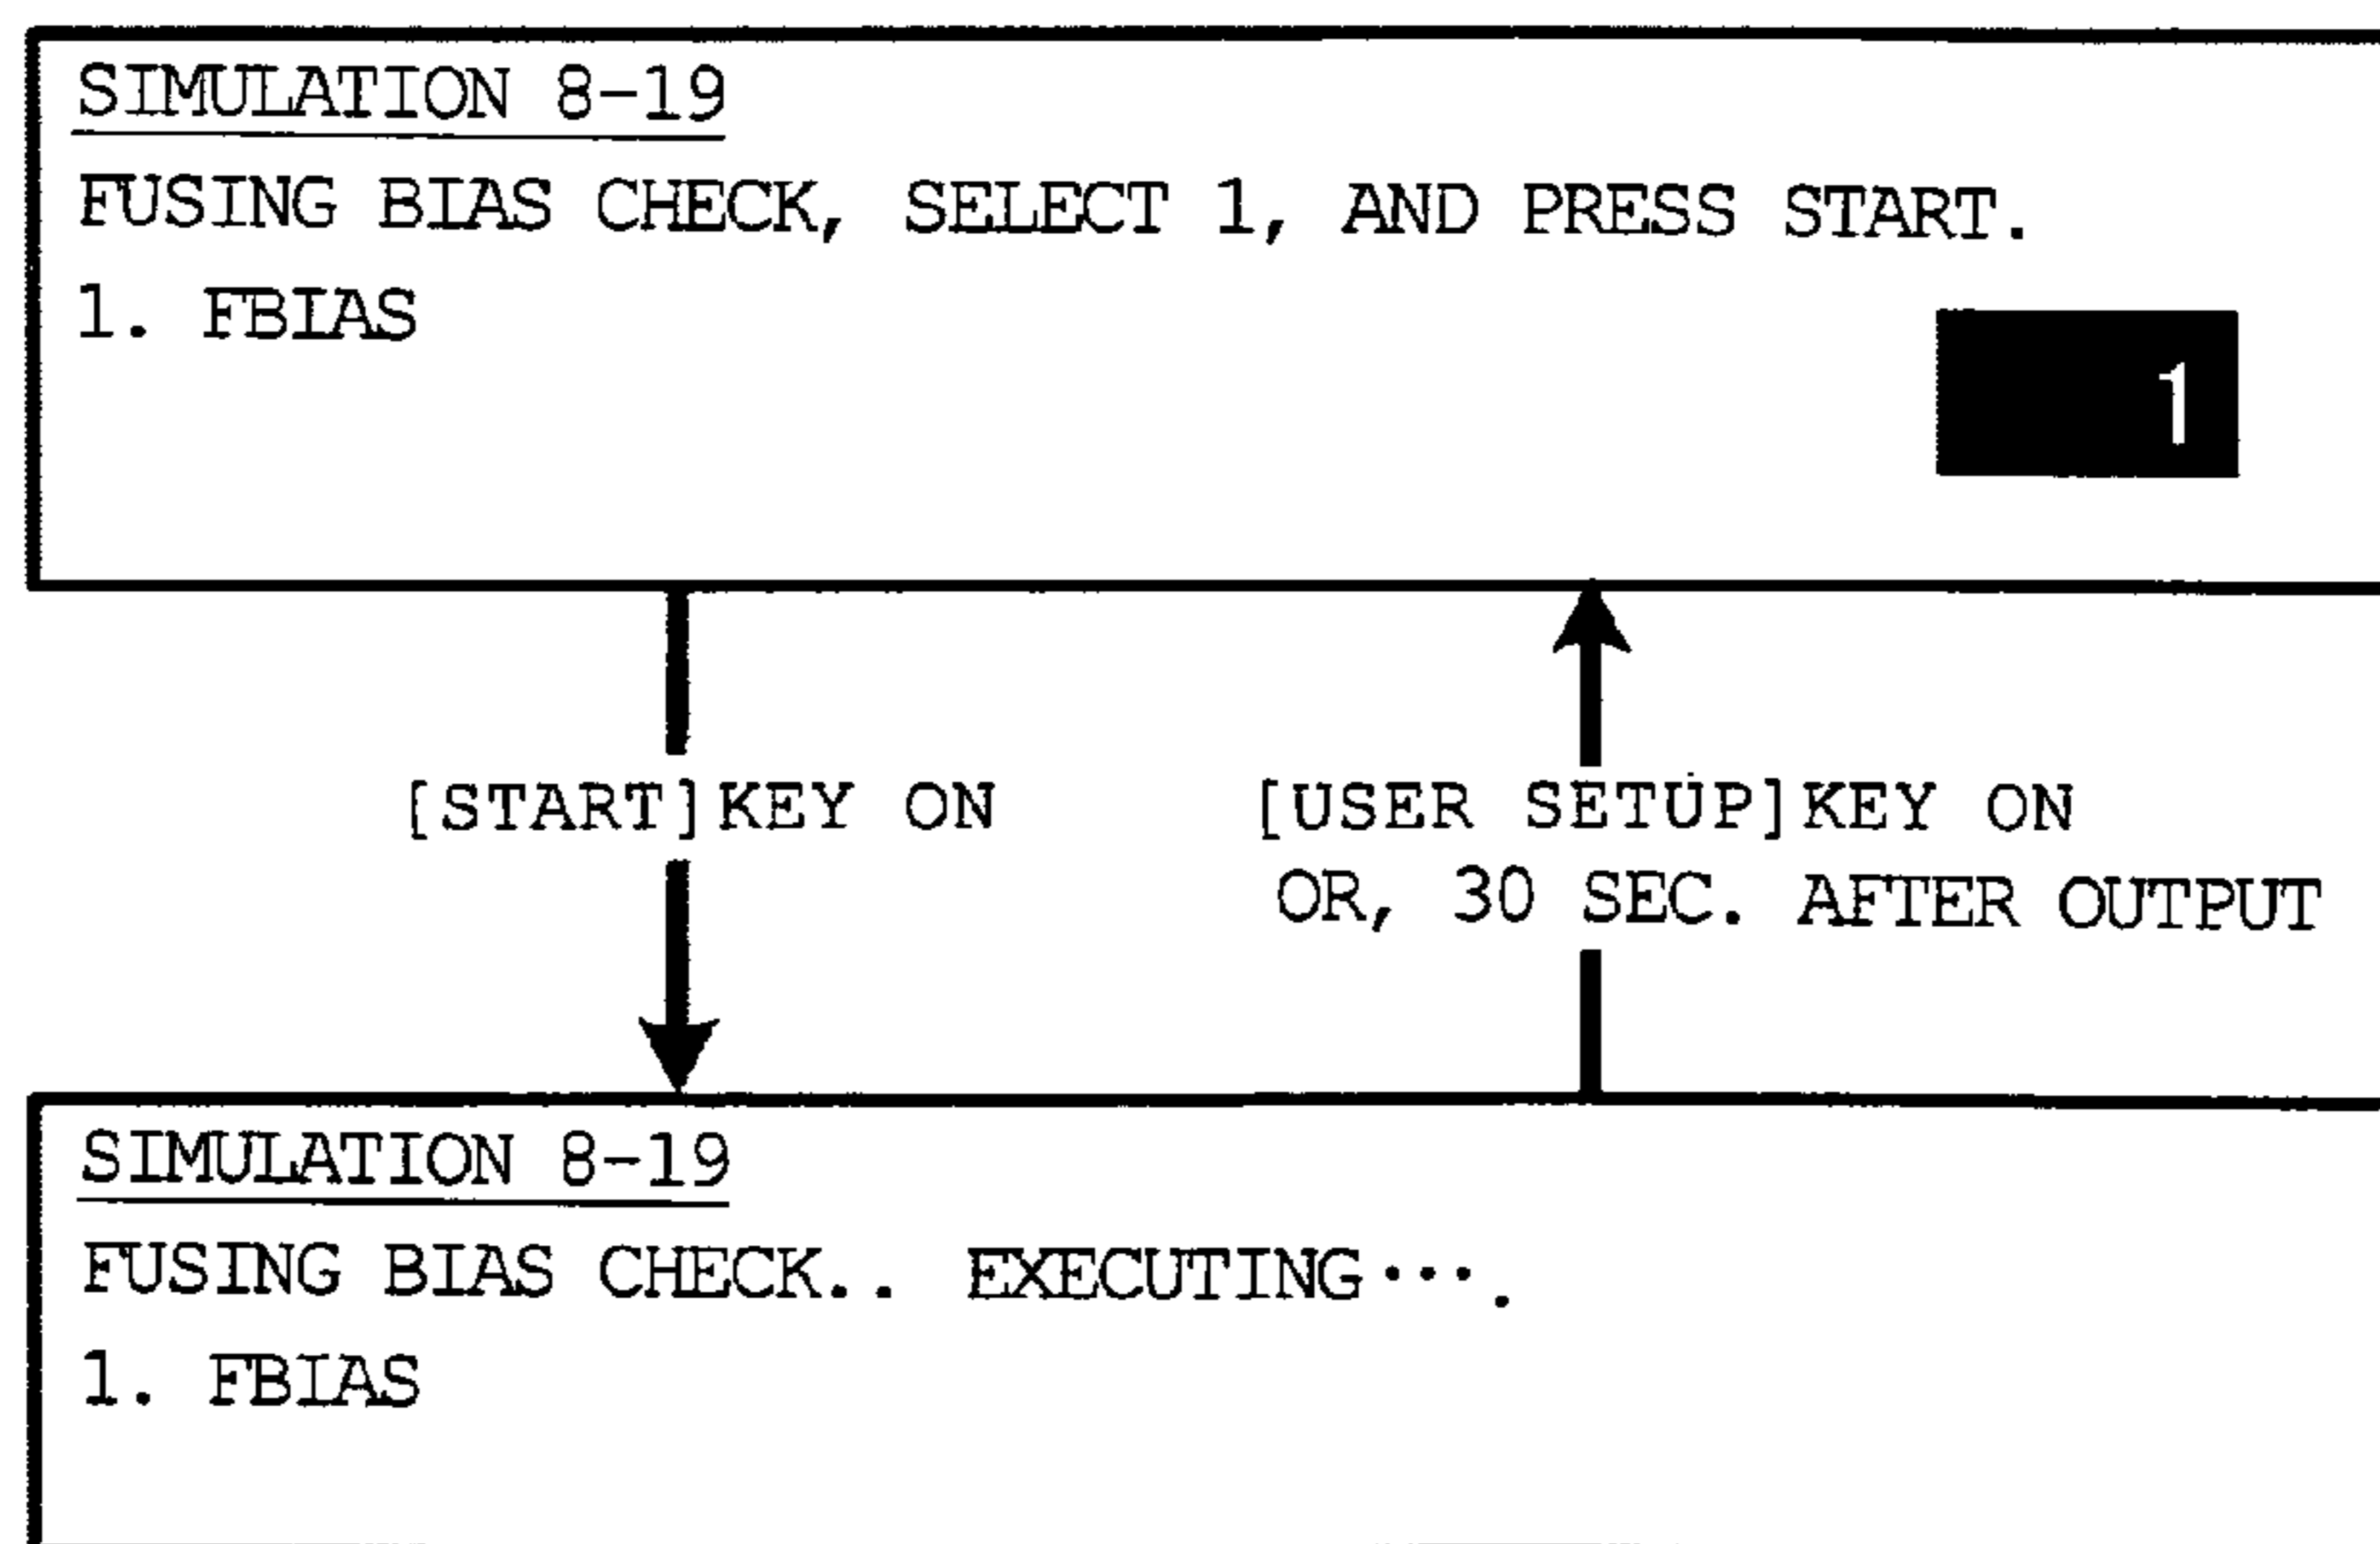 SIMULATION 8-19
FUSING BIAS CHECK, SELECT 1, AND PRESS START.
1. FBIAS
1
[START]KEY ON
[USER SETUP]KEY ON
OR, 30 SEC. AFTER OUTPUT
SIMULATION 8-19
FUSING BIAS CHECK.. EXECUTING···.
1. FBIAS